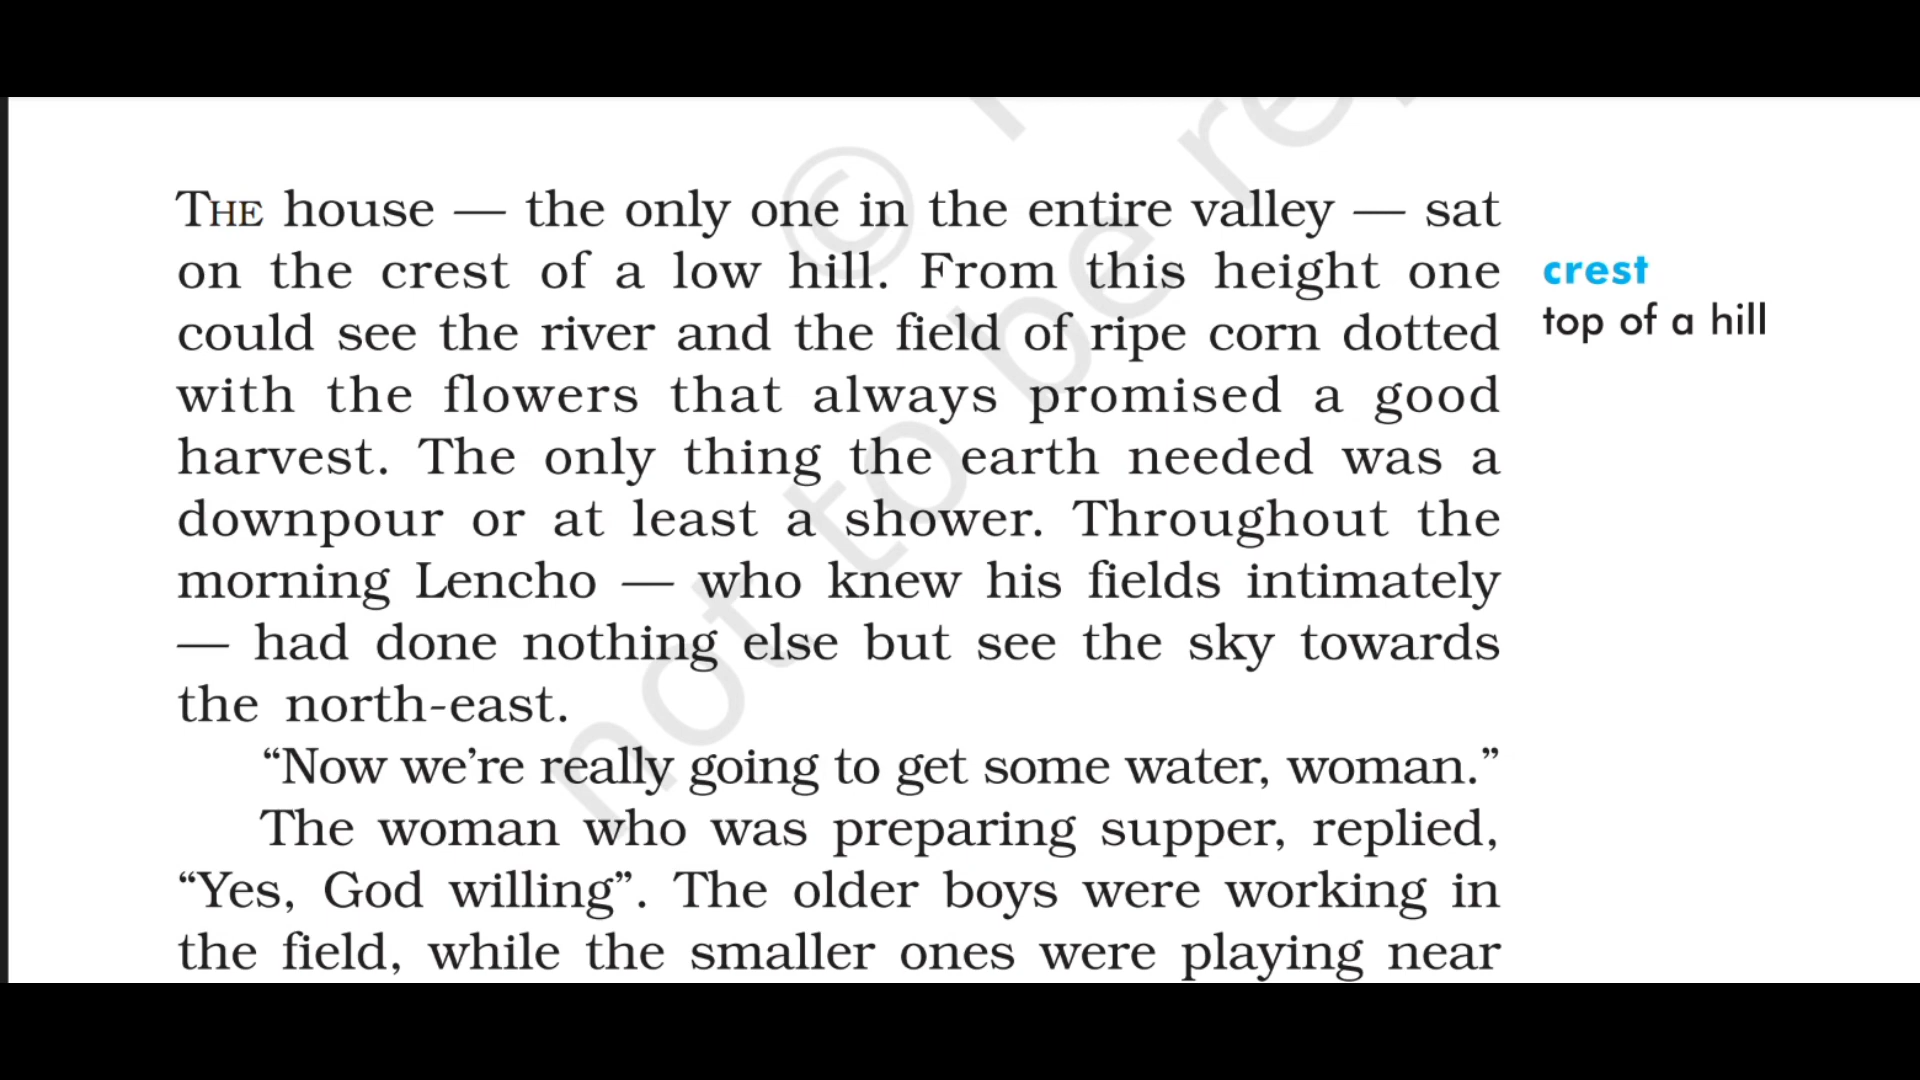 THE house — the only one in the entire valley — sat
on the crest of a low hill. From this height one
could see the river and the field of ripe corn dotted
with the flowers that always promised a good
harvest. The only thing the earth needed was a
downpour or at least a shower. Throughout the
morning Lencho — who knew his fields intimately
— had done nothing else but see the sky towards
the north-east.
“Now we’re really going to get some water, woman.”
The woman who was preparing supper, replied,
“Yes, God willing”. The older boys were working in
the field, while the smaller ones were playing near
crest
top of a hill
©
not to be